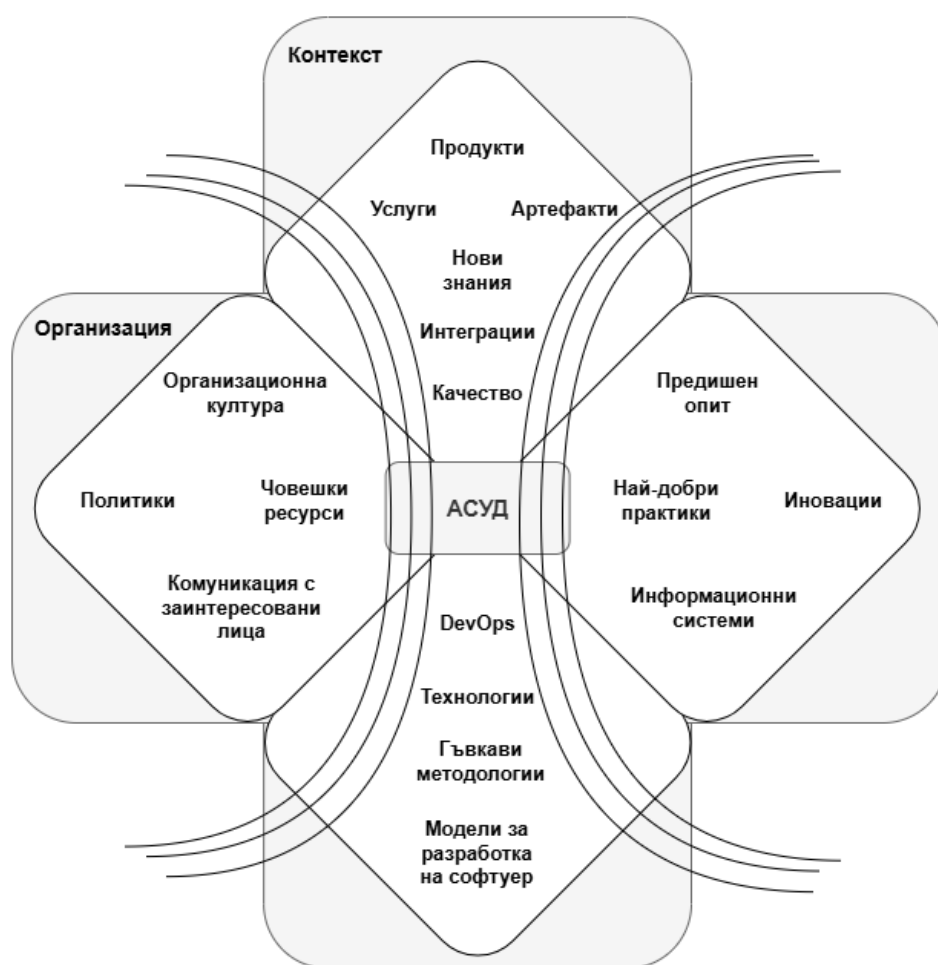 Контекст
Продукти
Услуги
Артефакти
Нови
знания
Интеграции
Качество
Организация
Организационна
култура
Политики
Човешки
ресурси
Комуникация с
заинтересовани
лица
АСУД
Предишен
опит
Най-добри
практики
Иновации
Информационни
системи
DevOps
Технологии
Гъвкави
методологии
Модели за
разработка
на софтуер